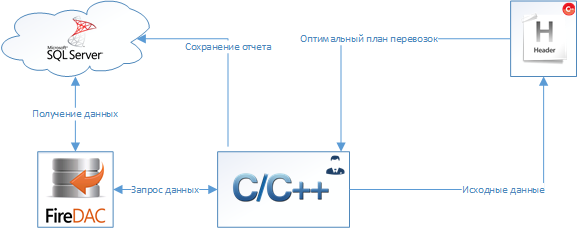 Microsoft
SQL Server
Сохранение отчета
Оптимальный план перевозок
H
Header
Получение данных
FireDAC
Запрос данных
C/C++
Исходные данные